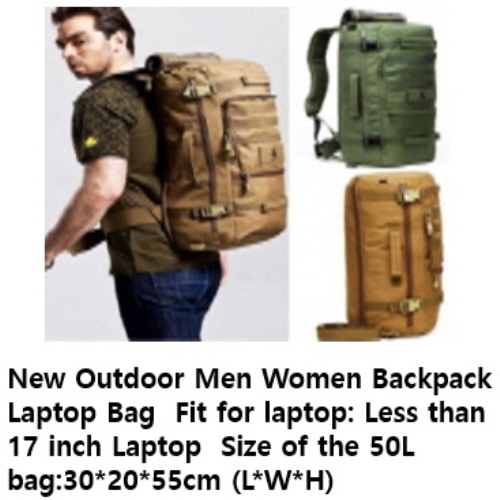 New Outdoor Men Women Backpack
Laptop Bag  Fit for laptop: Less than
17 inch Laptop  Size of the 50L
bag:30*20*55cm (L*W*H)